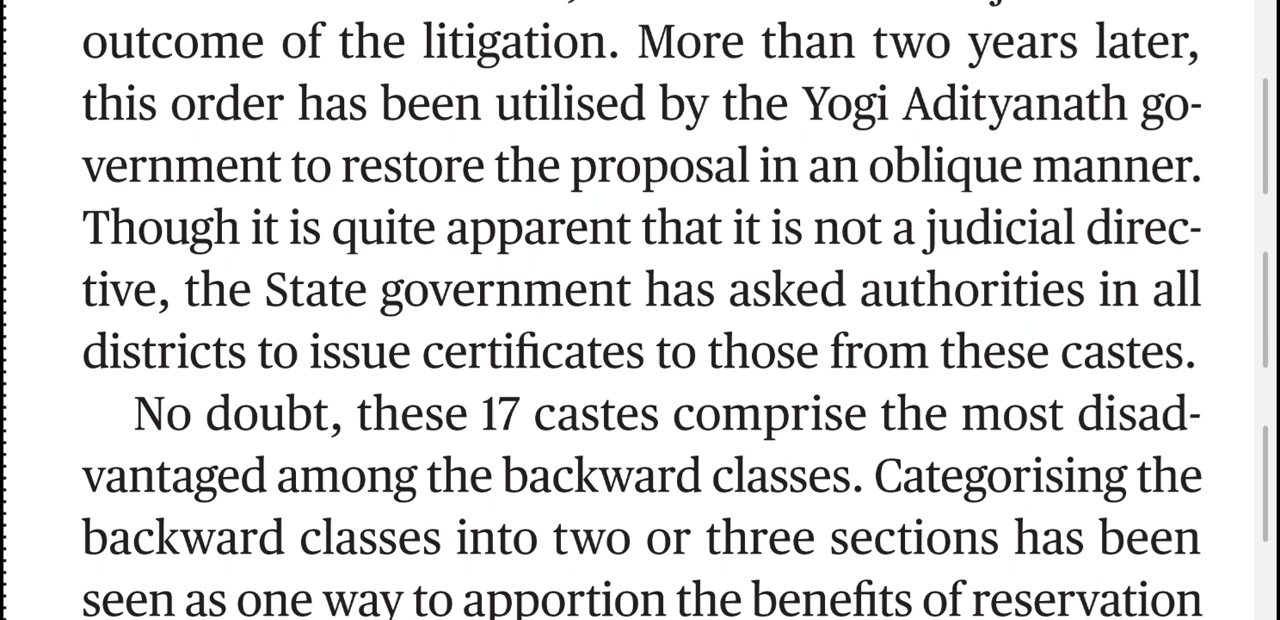 outcome of the litigation. More than two years later,
this order has been utilised by the Yogi Adityanath go-
vernment to restore the proposal in an oblique manner.
Though it is quite apparent that it is not a judicial direc-
tive, the State government has asked authorities in all
districts to issue certificates to those from these castes.
No doubt, these 17 castes comprise the most disad-
vantaged among the backward classes. Categorising the
backward classes into two or three sections has been
seen as one way to apportion the benefits of reservation